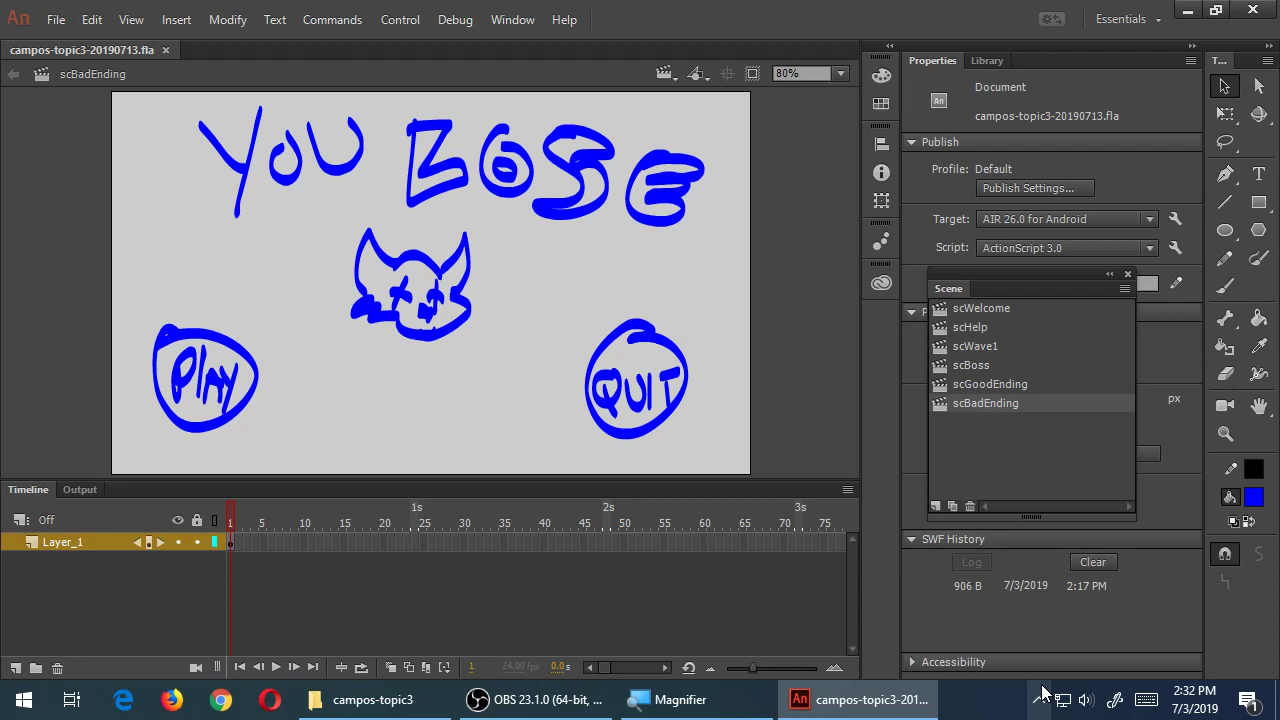 An File Edit View Insert Modify Text Commands Control Debug Window Help Essentials
campos-topic3-20190713.fla ×
scBadEnding 80%
YOU LOSE
PLAY
QUIT
Properties Library
Document
An campos-topic3-20190713.fla
Publish
Profile: Default
Publish Settings...
Target: AIR 26.0 for Android
Script: ActionScript 3.0
Scene
scWelcome
scHelp
scWave1
scBoss
scGoodEnding
scBadEnding
px
SWF History
Log Clear
906 B 7/3/2019 2:17 PM
Accessibility
T...
Timeline Output
1s 2s 3s
Off 1 5 10 15 20 25 30 35 40 45 50 55 60 65 70 75
Layer_1
1 24.00 fps 0.0 s
campos-topic3
OBS 23.1.0 (64-bit, ...
Magnifier
An campos-topic3-201...
2:32 PM
7/3/2019
1